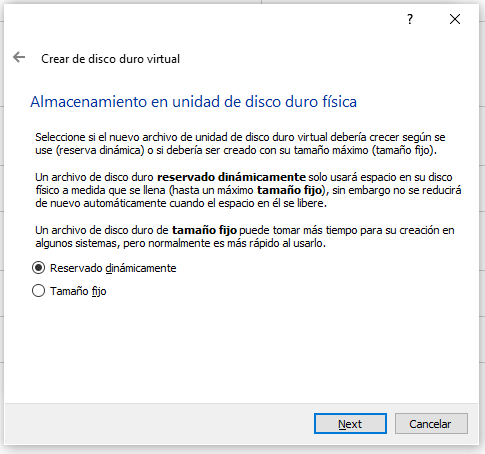 ?
Crear de disco duro virtual
Almacenamiento en unidad de disco duro física
Seleccione si el nuevo archivo de unidad de disco duro virtual debería crecer según se
use (reserva dinámica) o si debería ser creado con su tamaño máximo (tamaño fijo).
Un archivo de disco duro reservado dinámicamente solo usará espacio en su disco
físico a medida que se llena (hasta un máximo tamaño fijo), sin embargo no se reducirá
de nuevo automáticamente cuando el espacio en él se libere.
Un archivo de disco duro de tamaño fijo puede tomar más tiempo para su creación en
algunos sistemas, pero normalmente es más rápido al usarlo.
Reservado dinámicamente
Tamaño fijo
Next
Cancelar